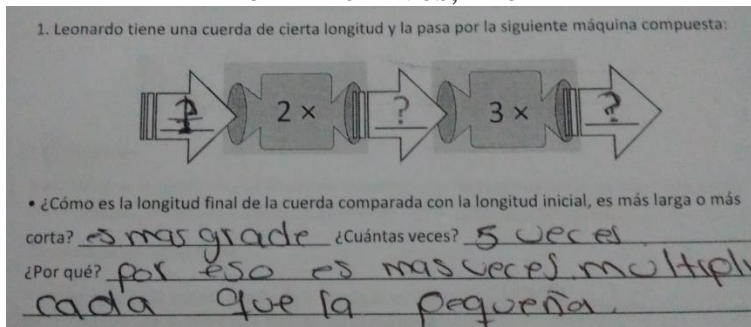 1. Leonardo tiene una cuerda de cierta longitud y la pasa por la siguiente máquina compuesta:
? 2 × ? 3 × ?
• ¿Cómo es la longitud final de la cuerda comparada con la longitud inicial, es más larga o más
corta? es mas grade ¿Cuántas veces? 5 veces
¿Por qué? por eso es mas veces multipli
cada que la pequeña.